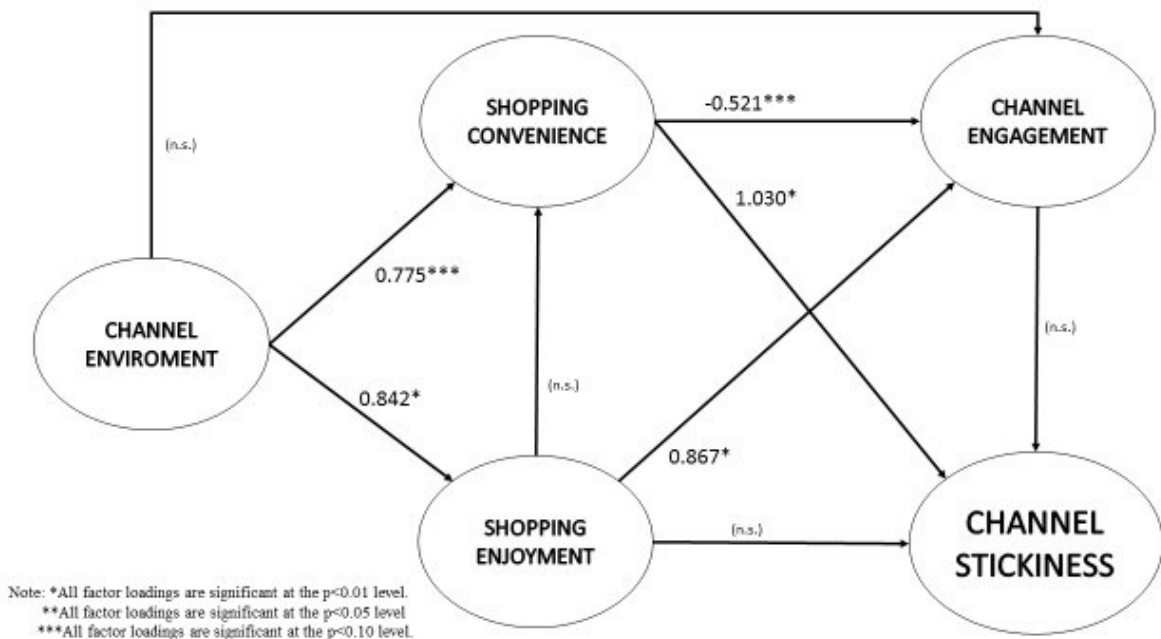 SHOPPING
CONVENIENCE
-0.521***
CHANNEL
ENGAGEMENT
(n.s.)
1.030*
0.775***
CHANNEL
ENVIROMENT
(n.s.)
(n.s.)
0.842*
0.867*
SHOPPING
ENJOYMENT
(n.s.)
CHANNEL
STICKINESS
Note: *All factor loadings are significant at the p<0.01 level.
**All factor loadings are significant at the p<0.05 level
***All factor loadings are significant at the p<0.10 level.